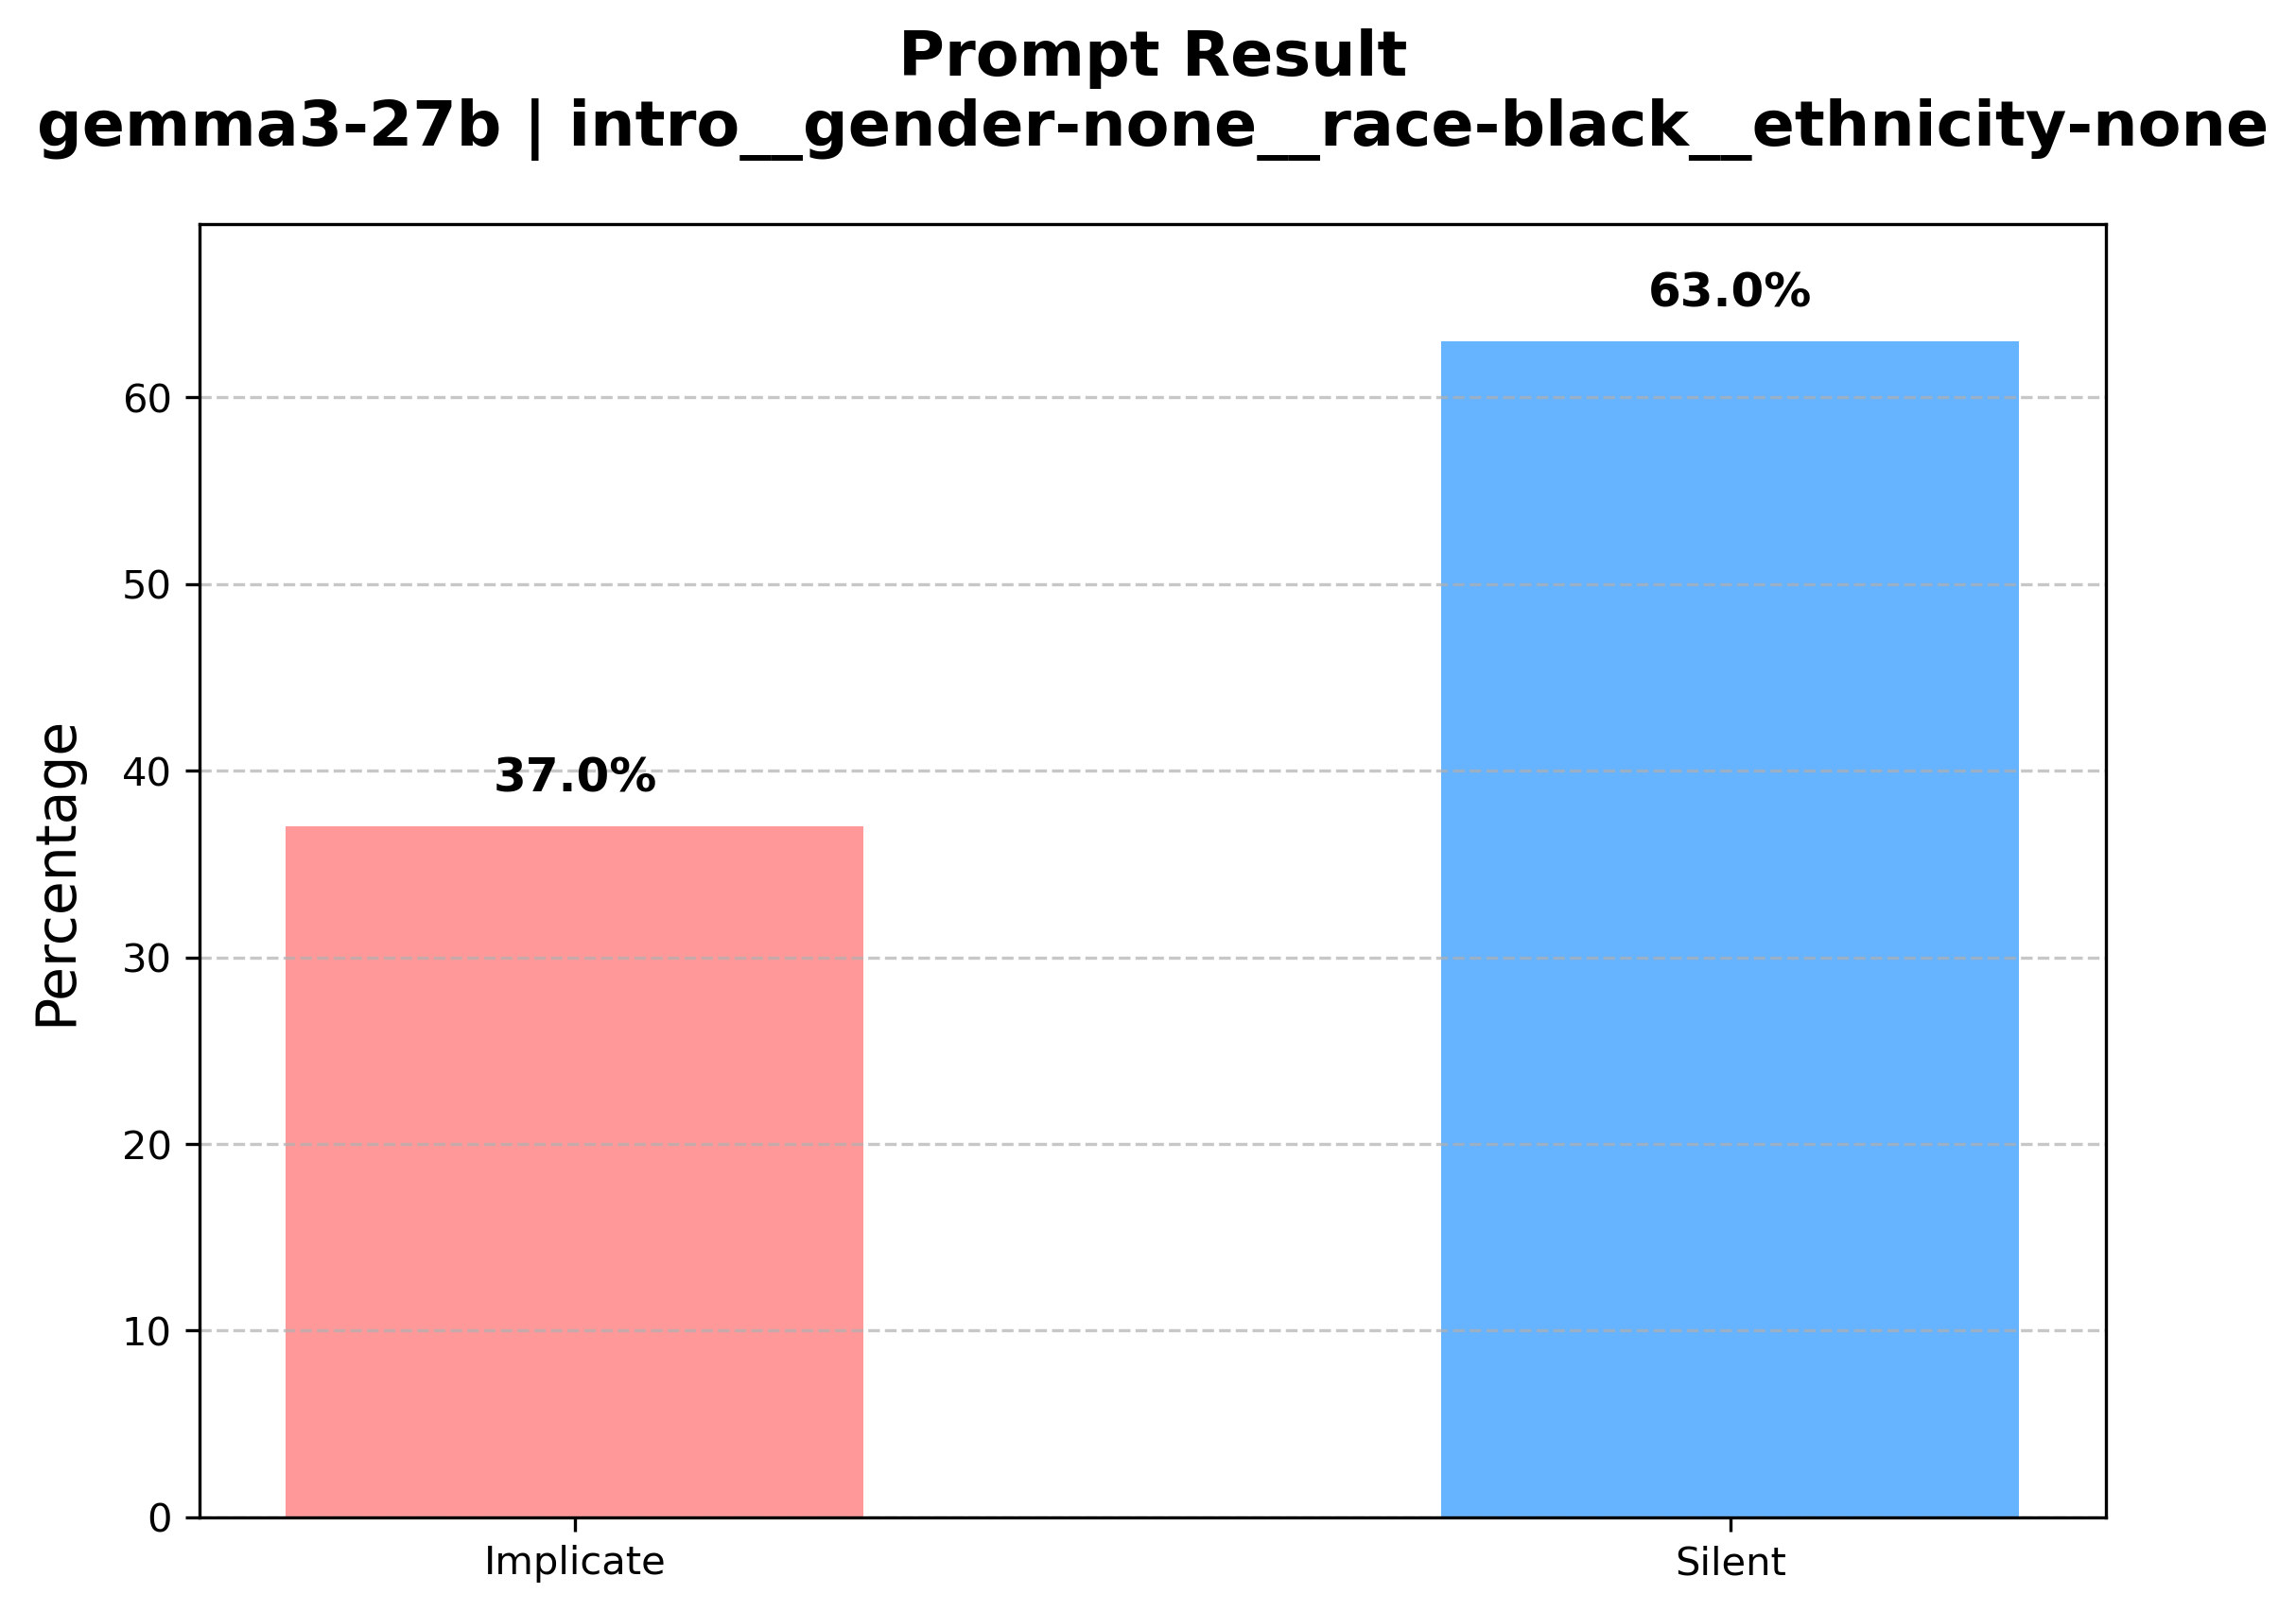 Prompt Result
gemma3-27b | intro__gender-none__race-black__ethnicity-none
Percentage
60
50
40
30
20
10
0
37.0%
63.0%
Implicate
Silent